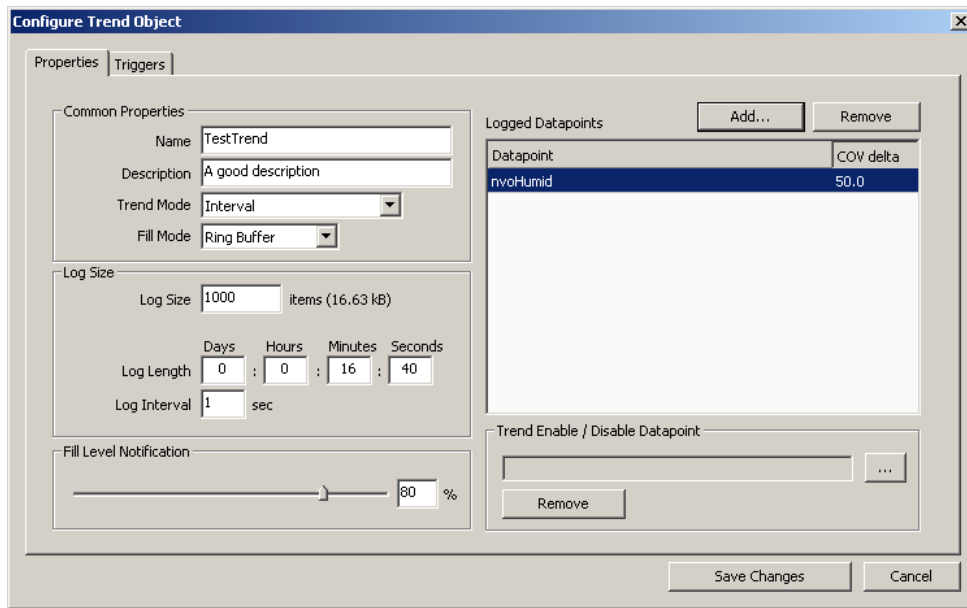 Configure Trend Object
Properties
Triggers
Common Properties
Name TestTrend
Description A good description
Trend Mode Interval
Fill Mode Ring Buffer
Log Size
Log Size 1000 items (16.63 kB)
Days Hours Minutes Seconds
Log Length 0 : 0 : 16 : 40
Log Interval 1 sec
Fill Level Notification
80 %
Logged Datapoints Add... Remove
Datapoint COV delta
nvoHumid 50.0
Trend Enable / Disable Datapoint
...
Remove
Save Changes Cancel